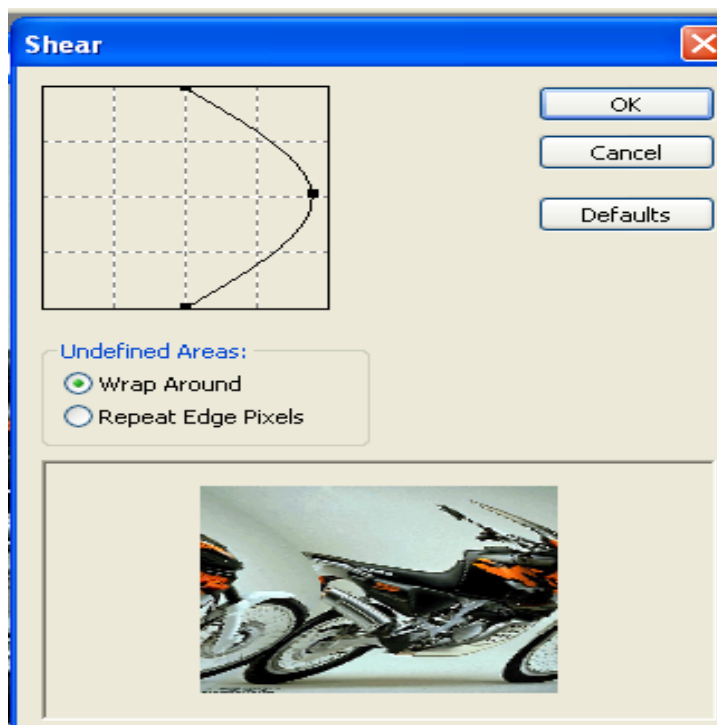 Shear
OK
Cancel
Defaults
Undefined Areas:
Wrap Around
Repeat Edge Pixels